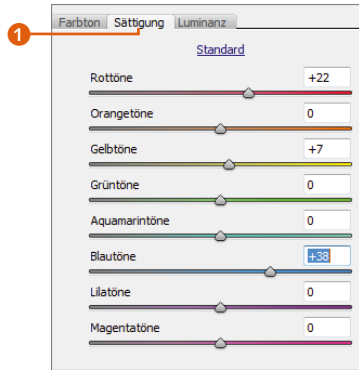 Farbton Sättigung Luminanz
1
Standard
Rottöne +22
Orangetöne 0
Gelbtöne +7
Grüntöne 0
Aquamarintöne 0
Blautöne +38
Lilatöne 0
Magentatöne 0